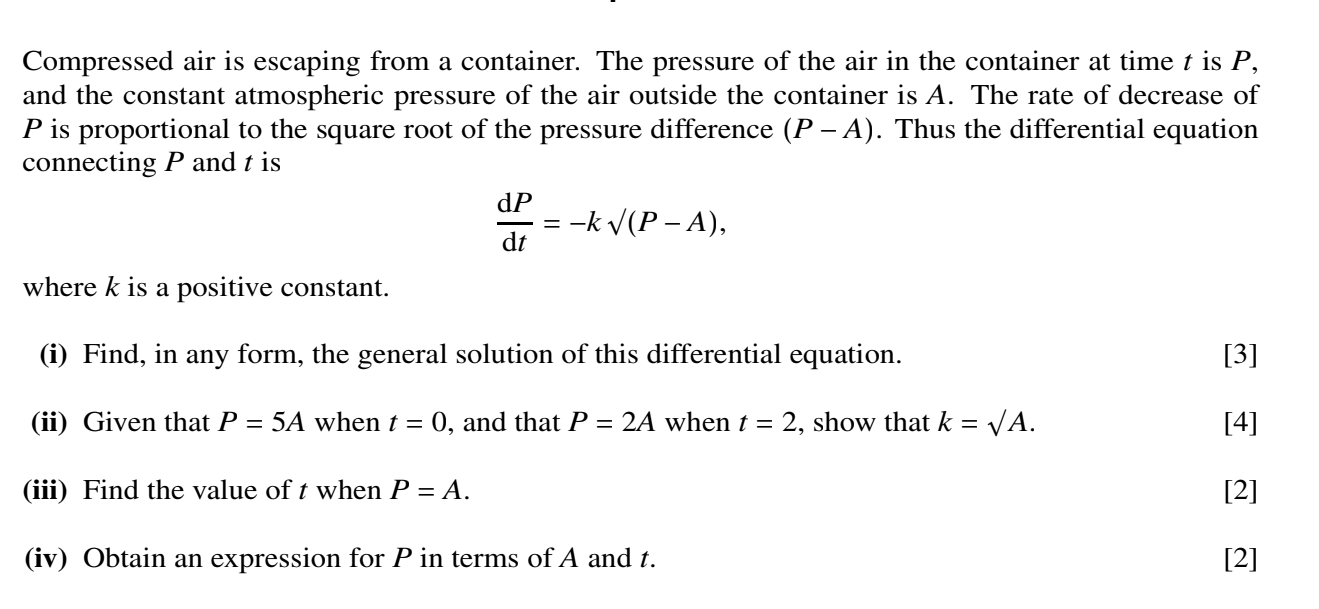 Compressed air is escaping from a container. The pressure of the air in the container at time t is P,
and the constant atmospheric pressure of the air outside the container is A. The rate of decrease of
P is proportional to the square root of the pressure difference (P – A). Thus the differential equation
connecting P and t is
dP/dt = –k√(P – A),
where k is a positive constant.
(i) Find, in any form, the general solution of this differential equation. [3]
(ii) Given that P = 5A when t = 0, and that P = 2A when t = 2, show that k = √A. [4]
(iii) Find the value of t when P = A. [2]
(iv) Obtain an expression for P in terms of A and t. [2]